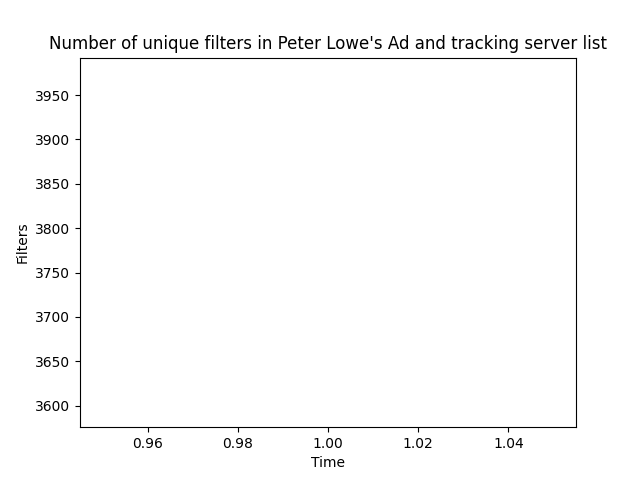 Number of unique filters in Peter Lowe's Ad and tracking server list
3950
3900
3850
3800
3750
3700
3650
3600
Filters
0.96 0.98 1.00 1.02 1.04
Time